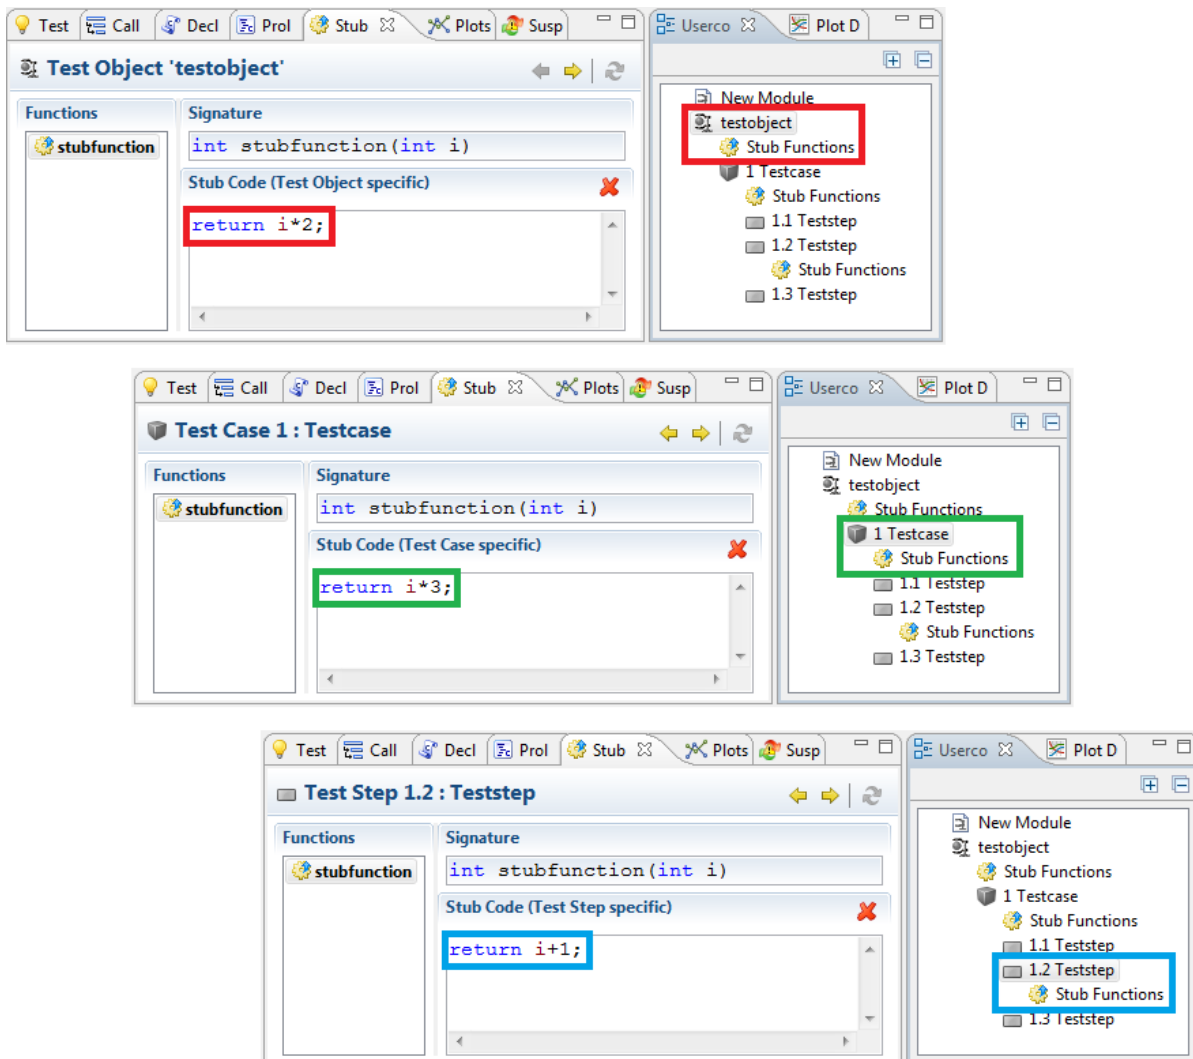 Test Call Decl Prol Stub Plots Susp
Userco Plot D
Test Object 'testobject'
Functions
stubfunction
Signature
int stubfunction(int i)
Stub Code (Test Object specific)
return i*2;
New Module
testobject
Stub Functions
1 Testcase
Stub Functions
1.1 Teststep
1.2 Teststep
Stub Functions
1.3 Teststep
Test Call Decl Prol Stub Plots Susp
Userco Plot D
Test Case 1 : Testcase
Functions
stubfunction
Signature
int stubfunction(int i)
Stub Code (Test Case specific)
return i*3;
New Module
testobject
Stub Functions
1 Testcase
Stub Functions
1.1 Teststep
1.2 Teststep
Stub Functions
1.3 Teststep
Test Call Decl Prol Stub Plots Susp
Userco Plot D
Test Step 1.2 : Teststep
Functions
stubfunction
Signature
int stubfunction(int i)
Stub Code (Test Step specific)
return i+1;
New Module
testobject
Stub Functions
1 Testcase
Stub Functions
1.1 Teststep
1.2 Teststep
Stub Functions
1.3 Teststep